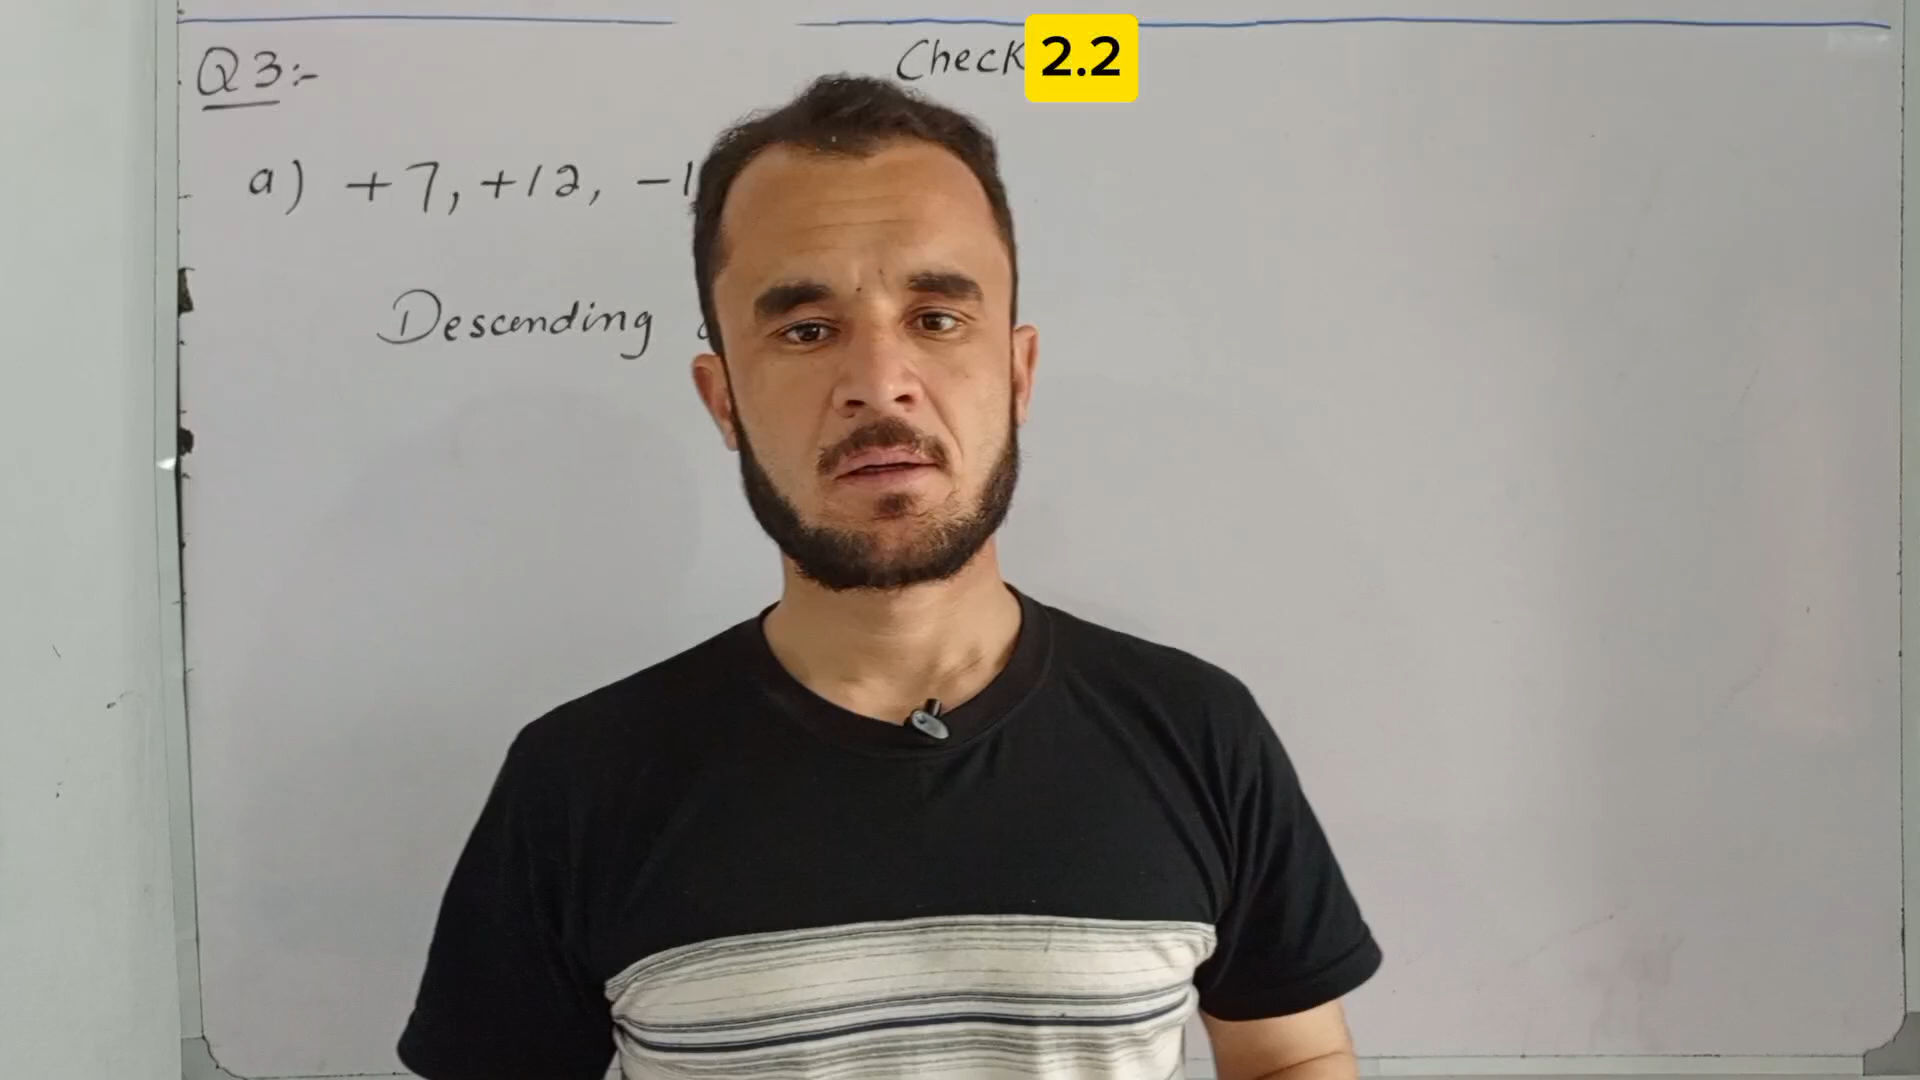 Q3:-
Check 2.2
a) +7, +12, -1
Descending